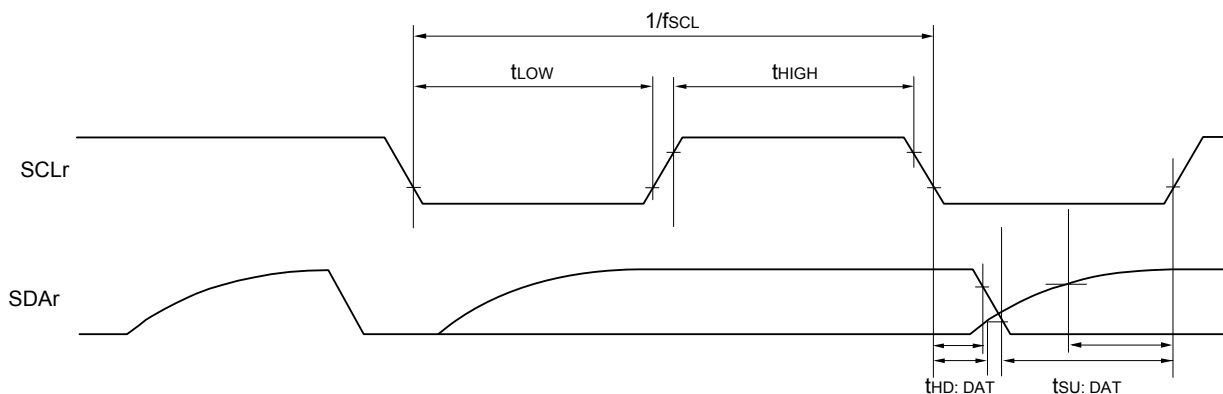 1/fSCL
tLOW
tHIGH
SCLr
SDAr
tHD: DAT
tSU: DAT